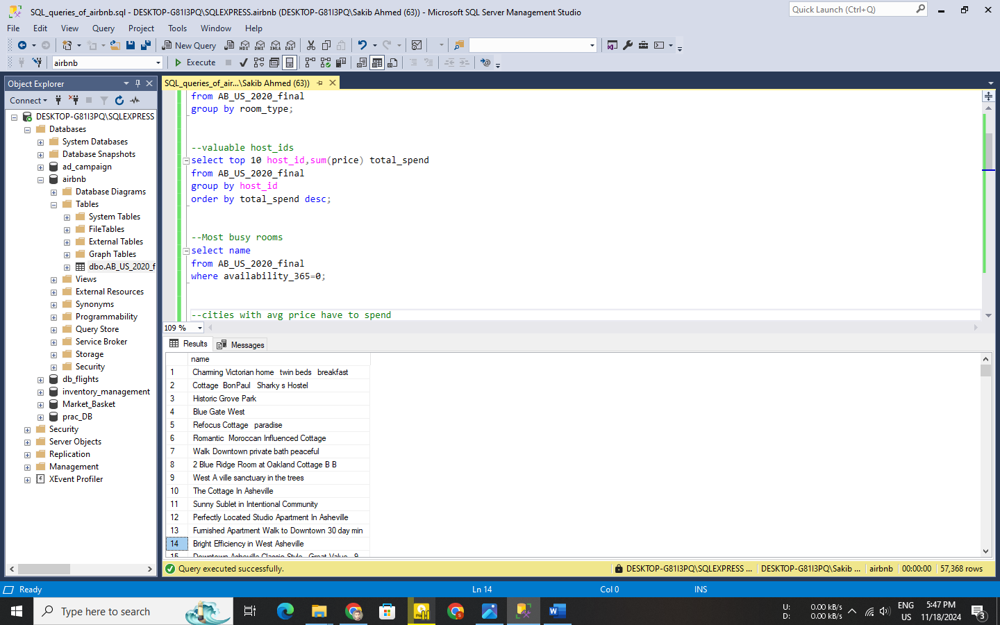 SQL_queries_of_airbnb.sql - DESKTOP-G81I3PQ\SQLEXPRESS.airbnb (DESKTOP-G81I3PQ\Sakib Ahmed (63)) - Microsoft SQL Server Management Studio
Quick Launch (Ctrl+Q)
File Edit View Query Project Tools Window Help
New Query
MDX DMX XMLA DAX
airbnb
Execute
Object Explorer
Connect
DESKTOP-G81I3PQ\SQLEXPRESS
Databases
System Databases
Database Snapshots
ad_campaign
airbnb
Database Diagrams
Tables
System Tables
FileTables
External Tables
Graph Tables
dbo.AB_US_2020_f
Views
External Resources
Synonyms
Programmability
Query Store
Service Broker
Storage
Security
db_flights
inventory_management
Market_Basket
prac_DB
Security
Server Objects
Replication
Management
XEvent Profiler
SQL_queries_of_air...\Sakib Ahmed (63))
from AB_US_2020_final
group by room_type;
--valuable host_ids
select top 10 host_id,sum(price) total_spend
from AB_US_2020_final
group by host_id
order by total_spend desc;
--Most busy rooms
select name
from AB_US_2020_final
where availability_365=0;
--cities with avg price have to spend
109 %
Results Messages
name
1 Charming Victorian home   twin beds   breakfast
2 Cottage  BonPaul   Sharky s Hostel
3 Historic Grove Park
4 Blue Gate West
5 Refocus Cottage   paradise
6 Romantic  Moroccan Influenced Cottage
7 Walk Downtown private bath peaceful
8 2 Blue Ridge Room at Oakland Cottage B B
9 West A ville sanctuary in the trees
10 The Cottage In Asheville
11 Sunny Sublet in Intentional Community
12 Perfectly Located Studio Apartment In Asheville
13 Furnished Apartment Walk to Downtown 30 day min
14 Bright Efficiency in West Asheville
15 Downtown Asheville Classic Style   Great Value   9
Query executed successfully.
DESKTOP-G81I3PQ\SQLEXPRESS ... DESKTOP-G81I3PQ\Sakib ... airbnb 00:00:00 57,368 rows
Ready Ln 14 Col 0 INS
Type here to search
U: 0.00 kB/s
D: 0.00 kB/s
ENG
US
5:47 PM
11/18/2024
3